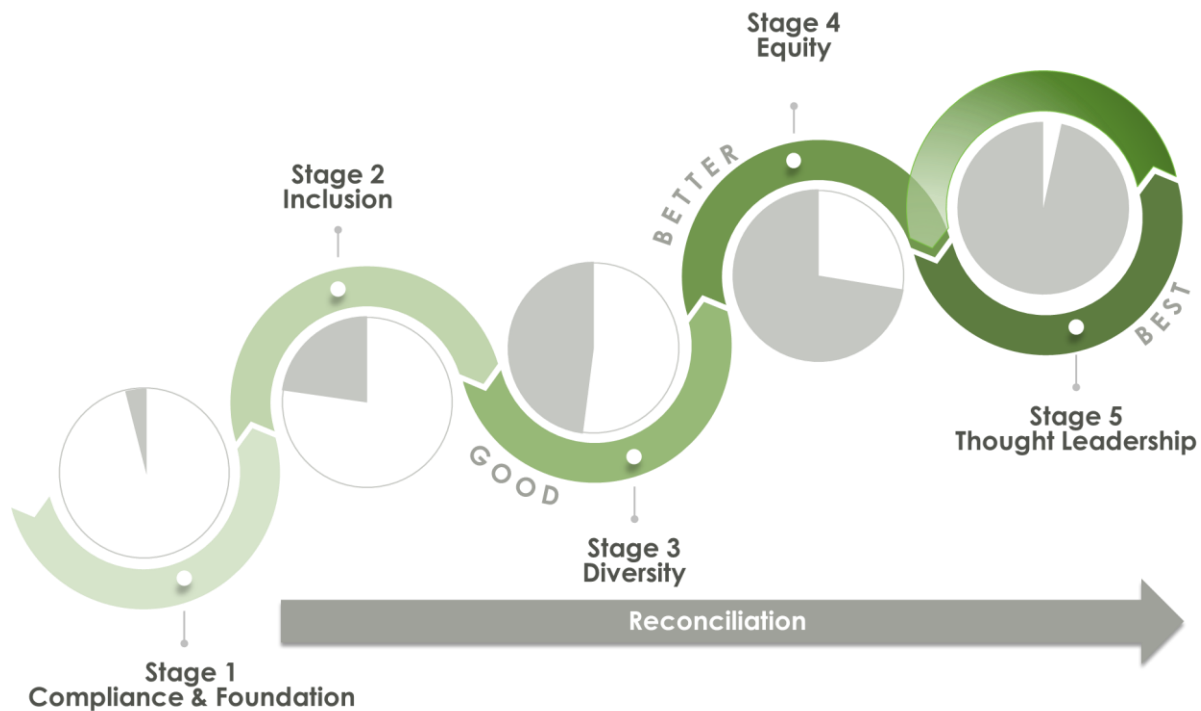 Stage 1
Compliance & Foundation
Stage 2
Inclusion
GOOD
Stage 3
Diversity
BETTER
Stage 4
Equity
BEST
Stage 5
Thought Leadership
Reconciliation